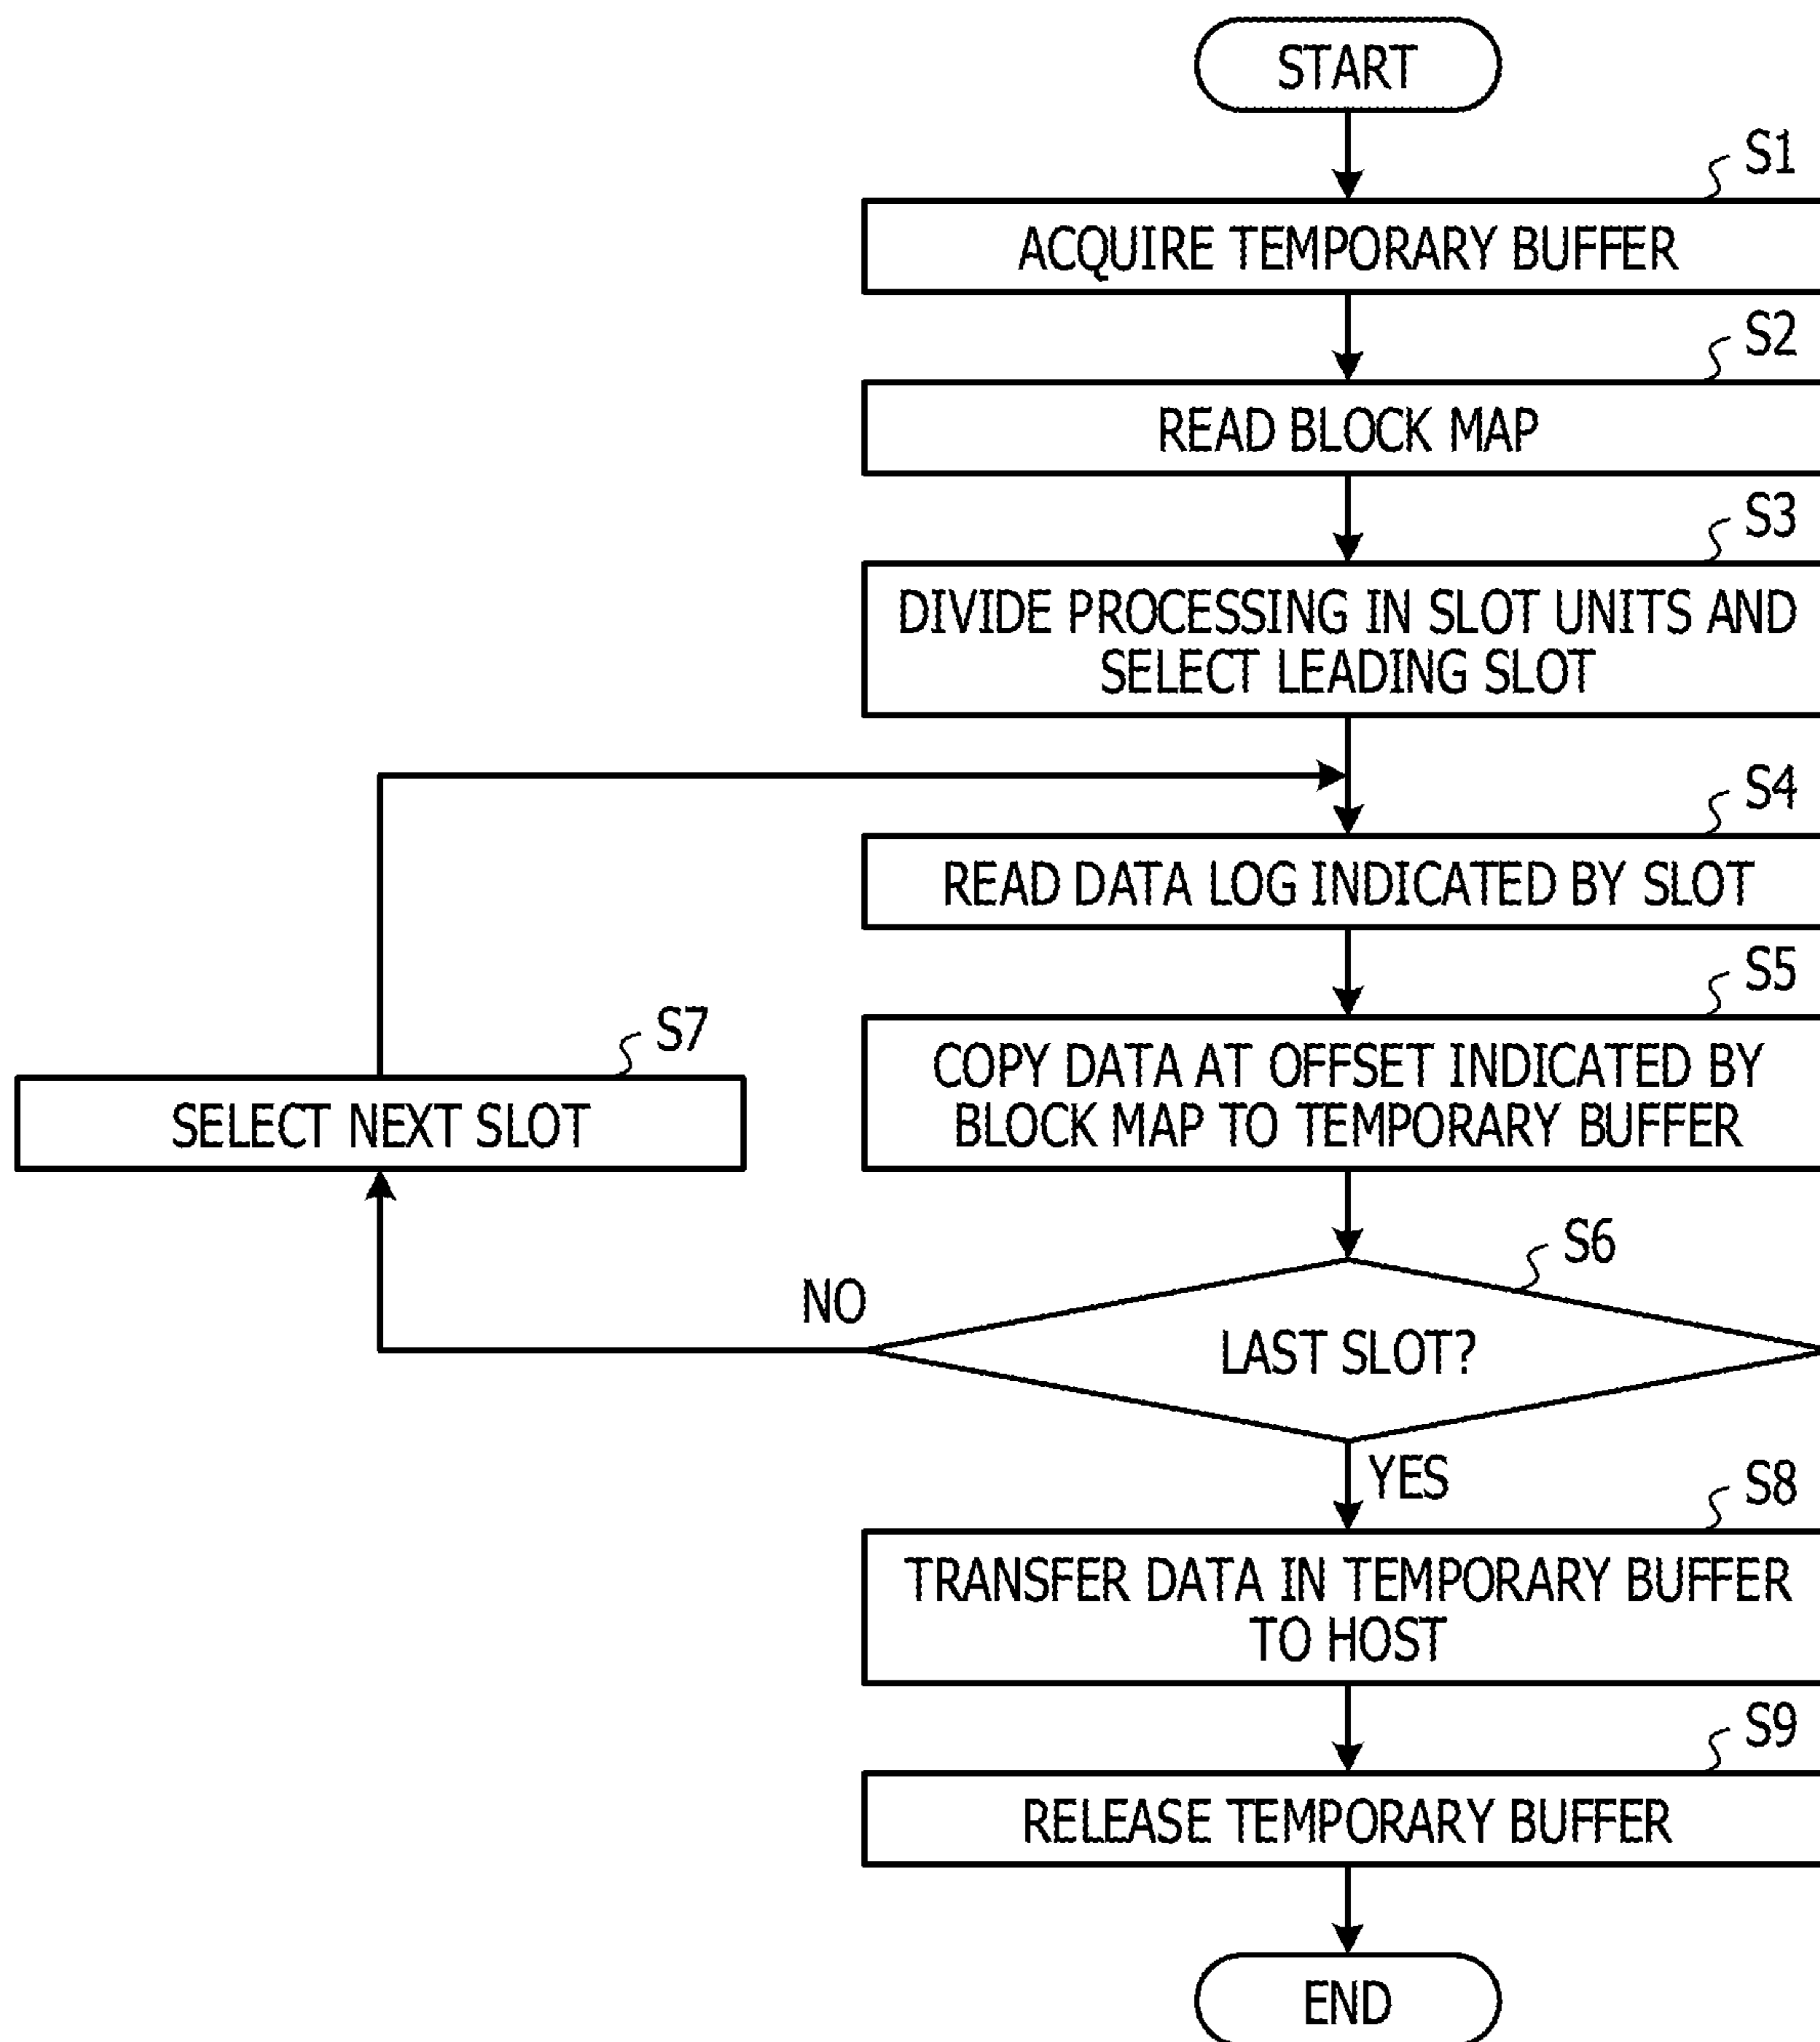 START
S1
ACQUIRE TEMPORARY BUFFER
S2
READ BLOCK MAP
S3
DIVIDE PROCESSING IN SLOT UNITS AND
SELECT LEADING SLOT
S4
READ DATA LOG INDICATED BY SLOT
S5
COPY DATA AT OFFSET INDICATED BY
BLOCK MAP TO TEMPORARY BUFFER
S7
SELECT NEXT SLOT
S6
NO
LAST SLOT?
YES
S8
TRANSFER DATA IN TEMPORARY BUFFER
TO HOST
S9
RELEASE TEMPORARY BUFFER
END